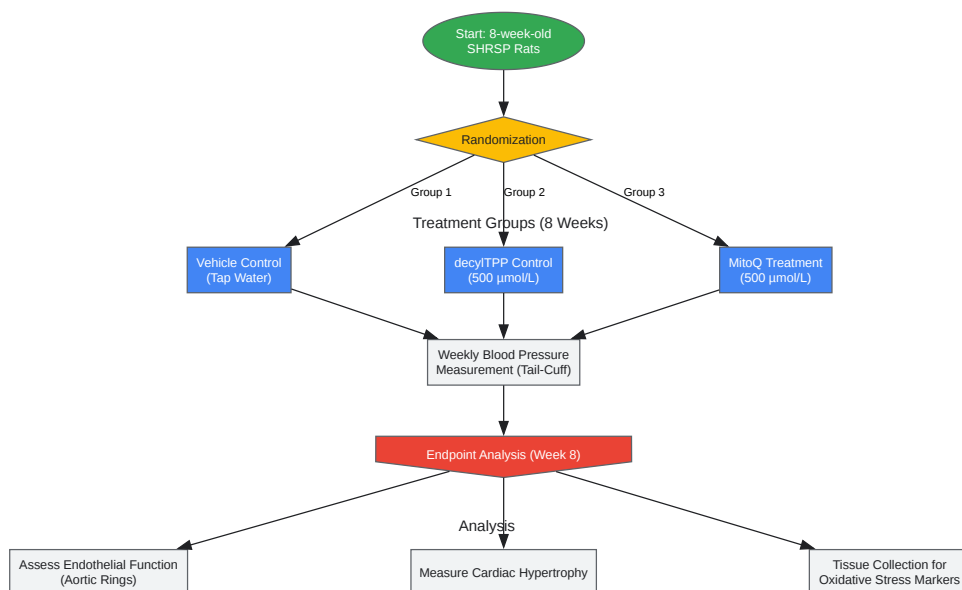 Start: 8-week-old
SHRSP Rats
Randomization
Group 1
Group 2
Group 3
Treatment Groups (8 Weeks)
Vehicle Control
(Tap Water)
decylTPP Control
(500 µmol/L)
MitoQ Treatment
(500 µmol/L)
Weekly Blood Pressure
Measurement (Tail-Cuff)
Endpoint Analysis (Week 8)
Analysis
Assess Endothelial Function
(Aortic Rings)
Measure Cardiac Hypertrophy
Tissue Collection for
Oxidative Stress Markers